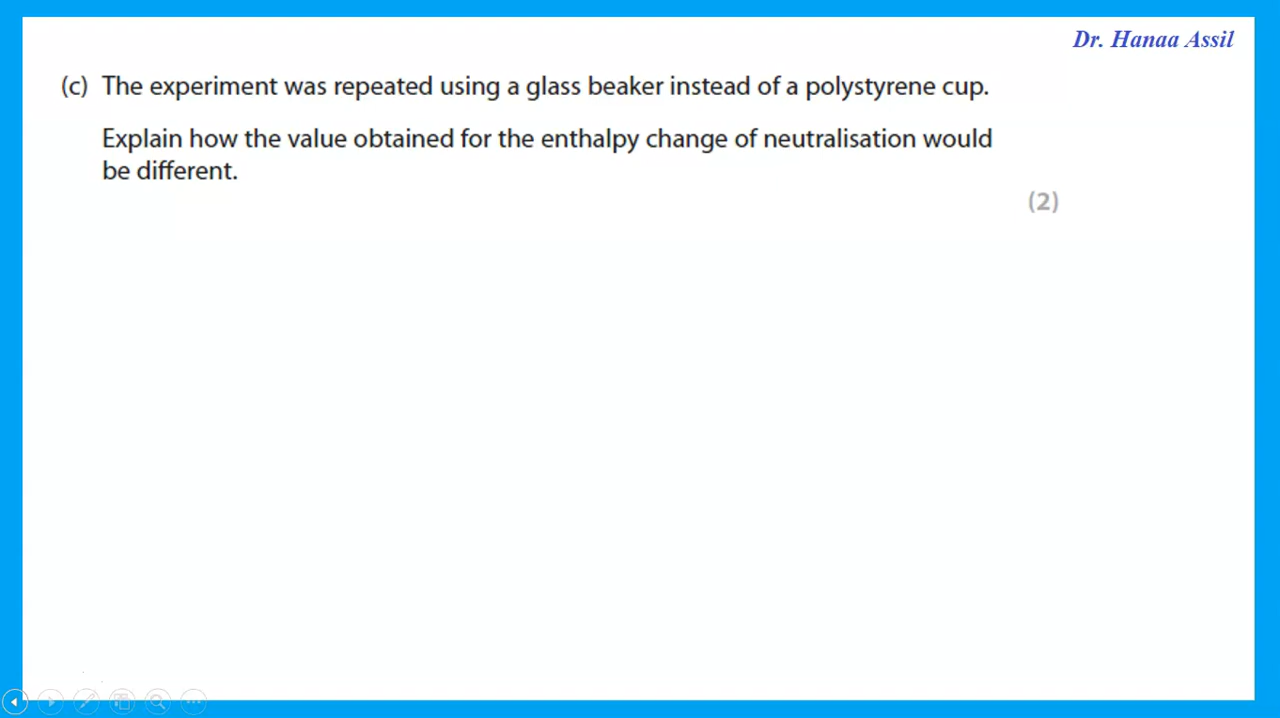 Dr. Hanaa Assil
(c) The experiment was repeated using a glass beaker instead of a polystyrene cup.
Explain how the value obtained for the enthalpy change of neutralisation would
be different.
(2)